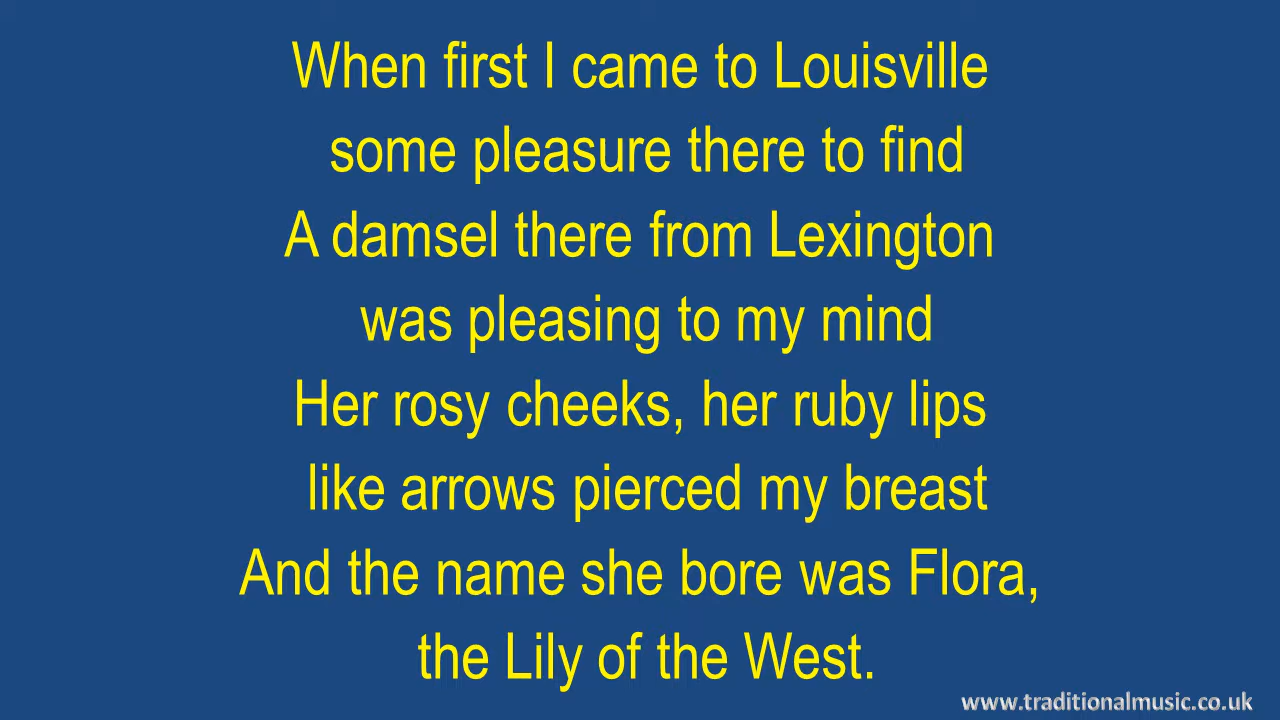 When first I came to Louisville
some pleasure there to find
A damsel there from Lexington
was pleasing to my mind
Her rosy cheeks, her ruby lips
like arrows pierced my breast
And the name she bore was Flora,
the Lily of the West.
www.traditionalmusic.co.uk